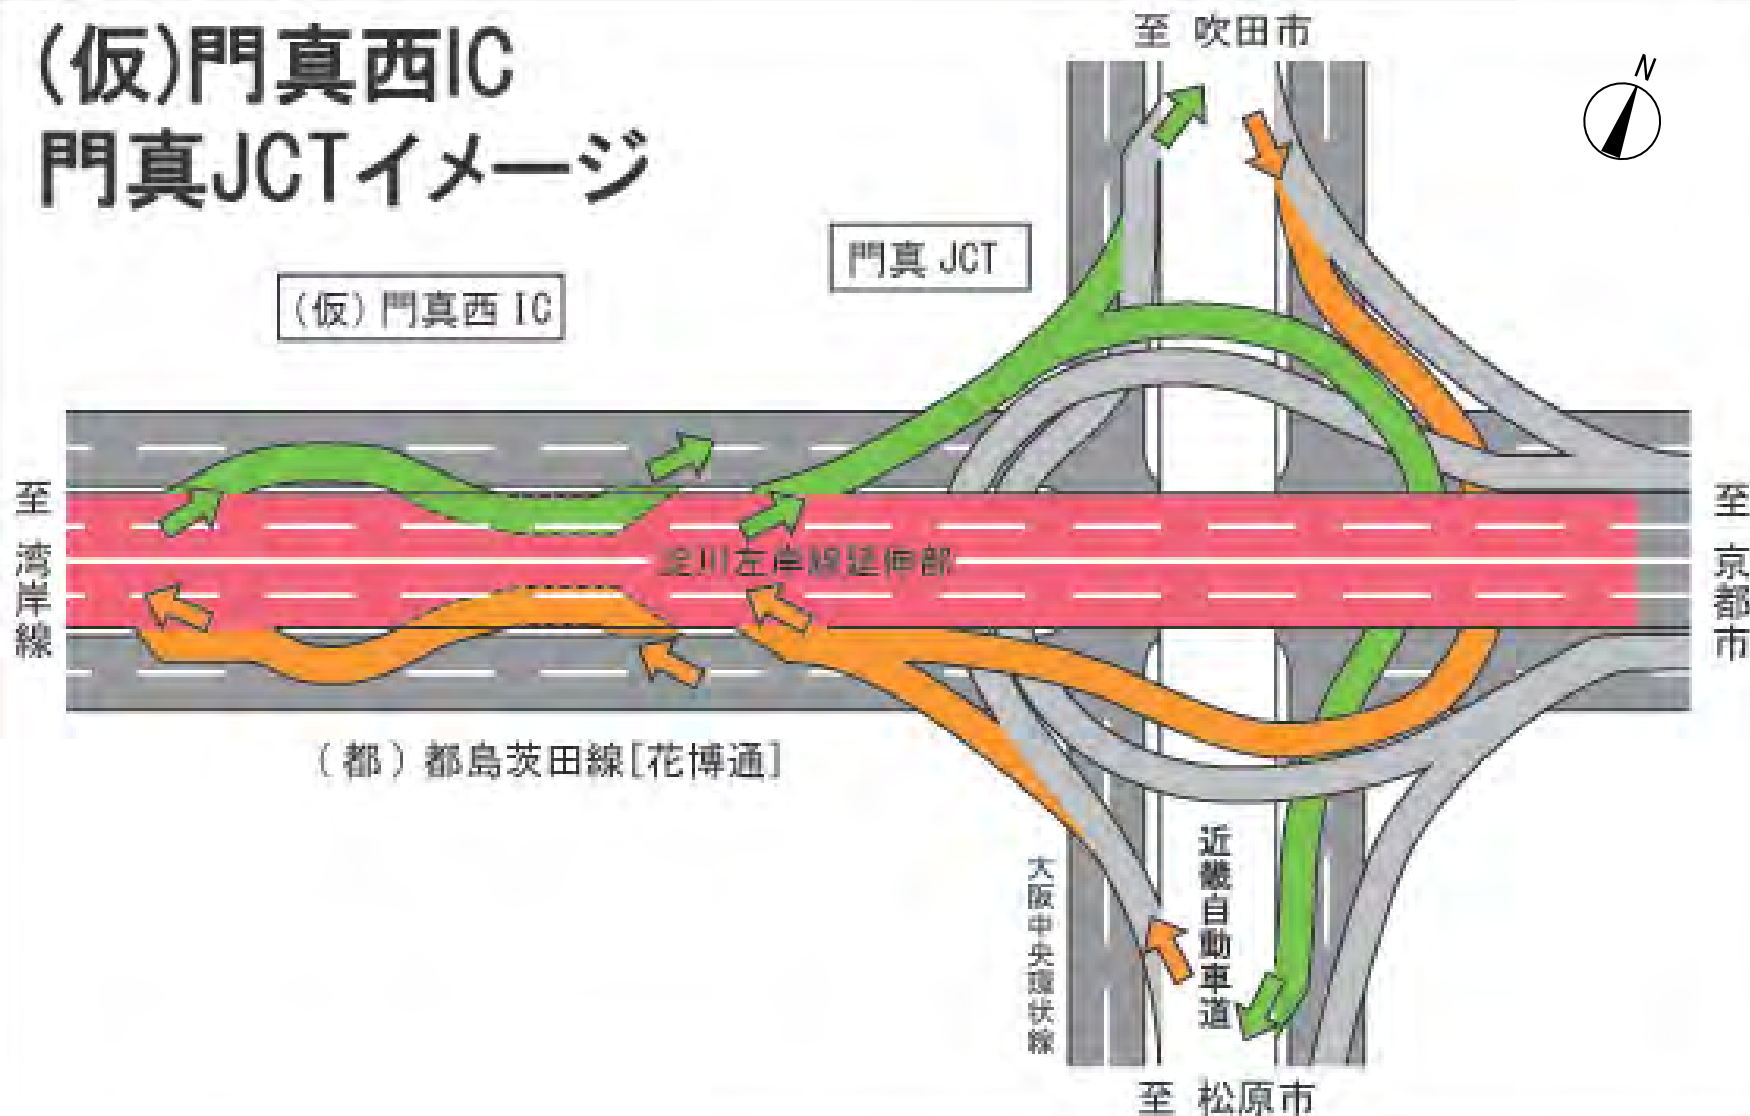 (仮)門真西IC
門真JCTイメージ
至 吹田市
N
門真 JCT
(仮) 門真西 IC
至 湾岸線
淀川左岸線延伸部
至 京都市
(都) 都島茨田線[花博通]
大阪中央環状線
近畿自動車道
至 松原市